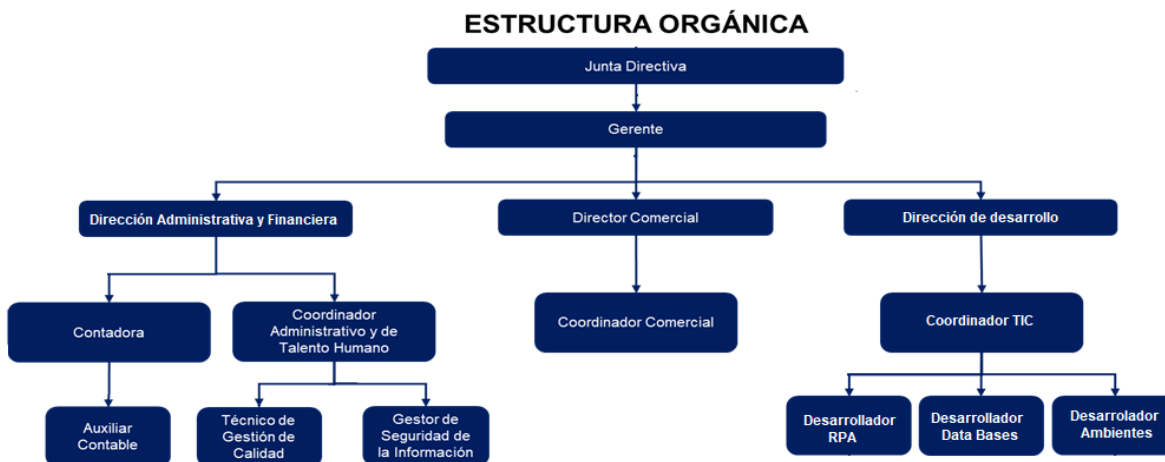 ESTRUCTURA ORGÁNICA
Junta Directiva
Gerente
Dirección Administrativa y Financiera
Director Comercial
Dirección de desarrollo
Contadora
Coordinador
Administrativo y de
Talento Humano
Coordinador Comercial
Coordinador TIC
Auxiliar
Contable
Técnico de
Gestión de
Calidad
Gestor de
Seguridad de
la Información
Desarrollador
RPA
Desarrollador
Data Bases
Desarrolador
Ambientes